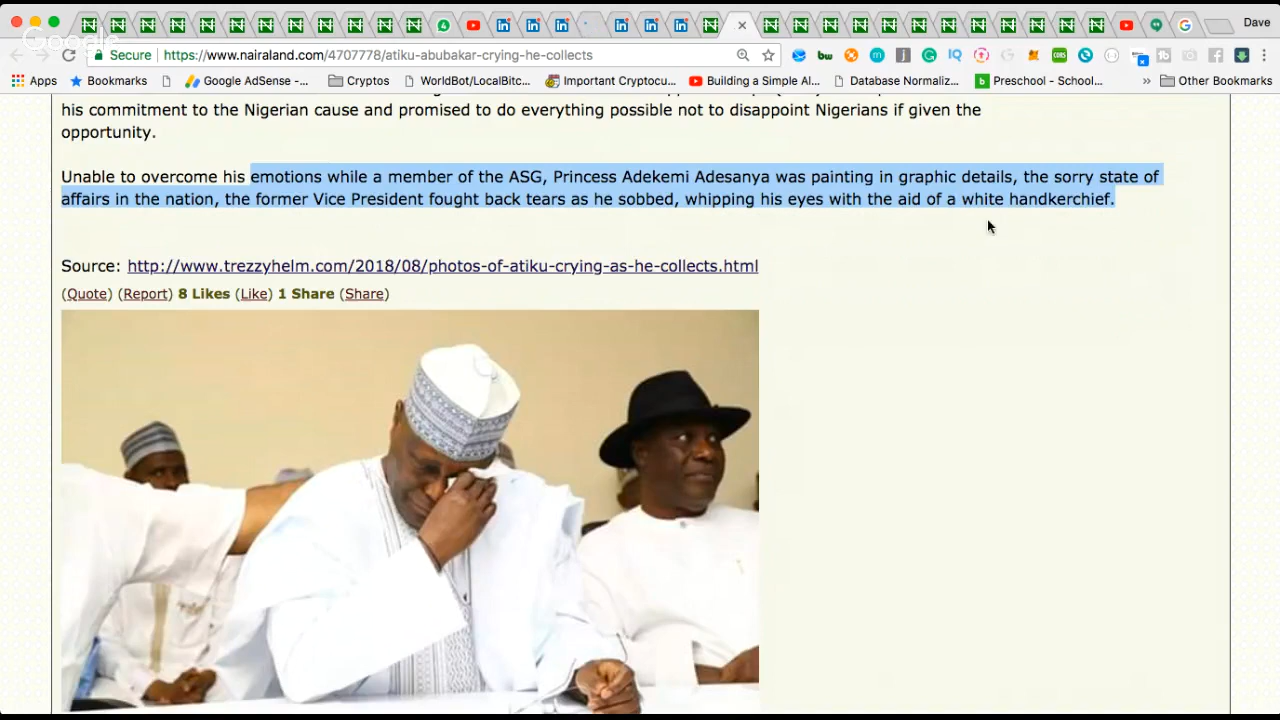 Google
Dave
Secure
https://www.nairaland.com/4707778/atiku-abubakar-crying-he-collects
Apps
Bookmarks
Google AdSense -...
Cryptos
Worknot/LocalBitc...
Important Cryptocu...
Building a Simple AI...
Database Normaliz...
Preschool - School...
»
Other Bookmarks
his commitment to the Nigerian cause and promised to do everything possible not to disappoint Nigerians if given the
opportunity.
Unable to overcome his emotions while a member of the ASG, Princess Adekemi Adesanya was painting in graphic details, the sorry state of
affairs in the nation, the former Vice President fought back tears as he sobbed, whipping his eyes with the aid of a white handkerchief.
Source: http://www.trezzyhelm.com/2018/08/photos-of-atiku-crying-as-he-collects.html
(Quote) (Report) 8 Likes (Like) 1 Share (Share)